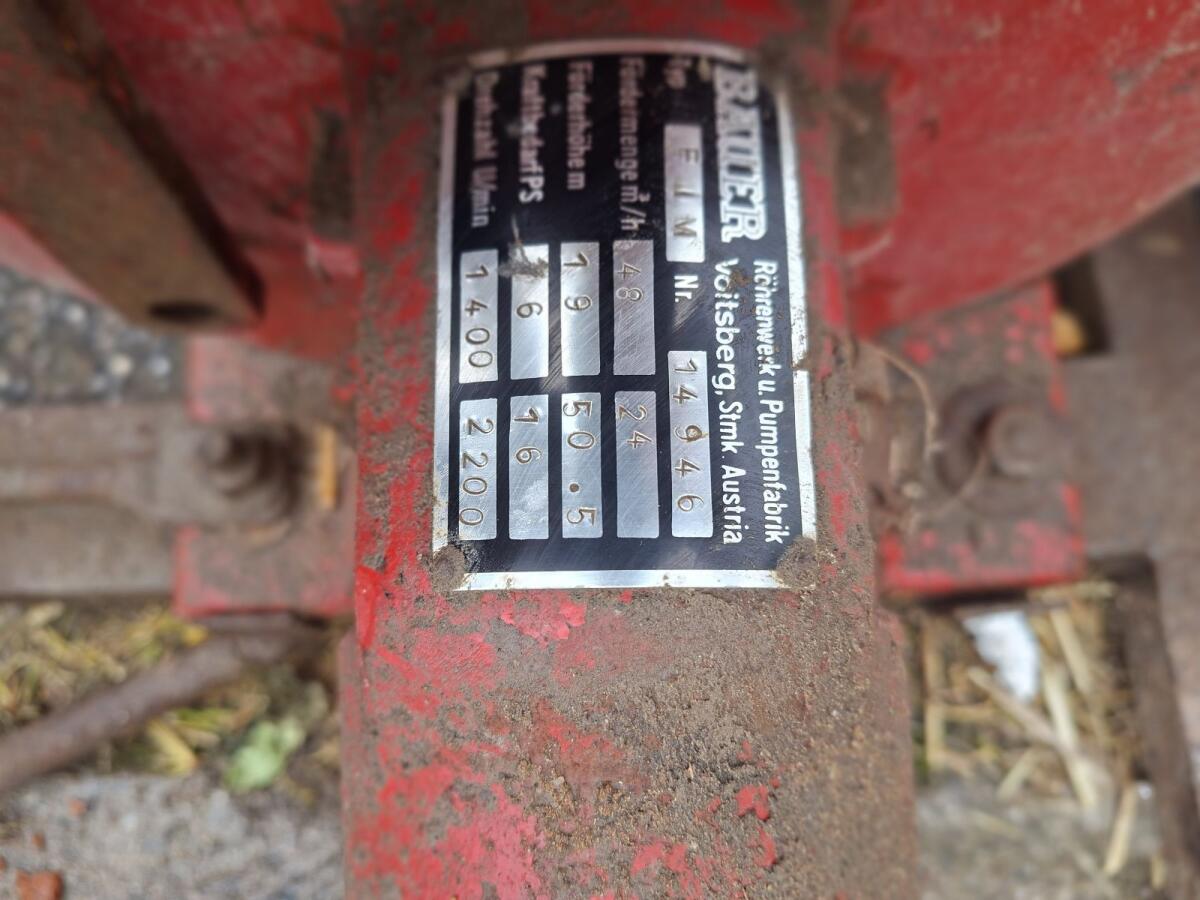 BAUER Röhrenwerk u. Pumpenfabrik
Voitsberg, Stmk Austria
Typ FJM Nr. 14946
Fördermenge m³/h 48 24
Förderhöhe m 19 50.5
Kraftbedarf PS 6 16
Drehzahl U/min 1400 2200